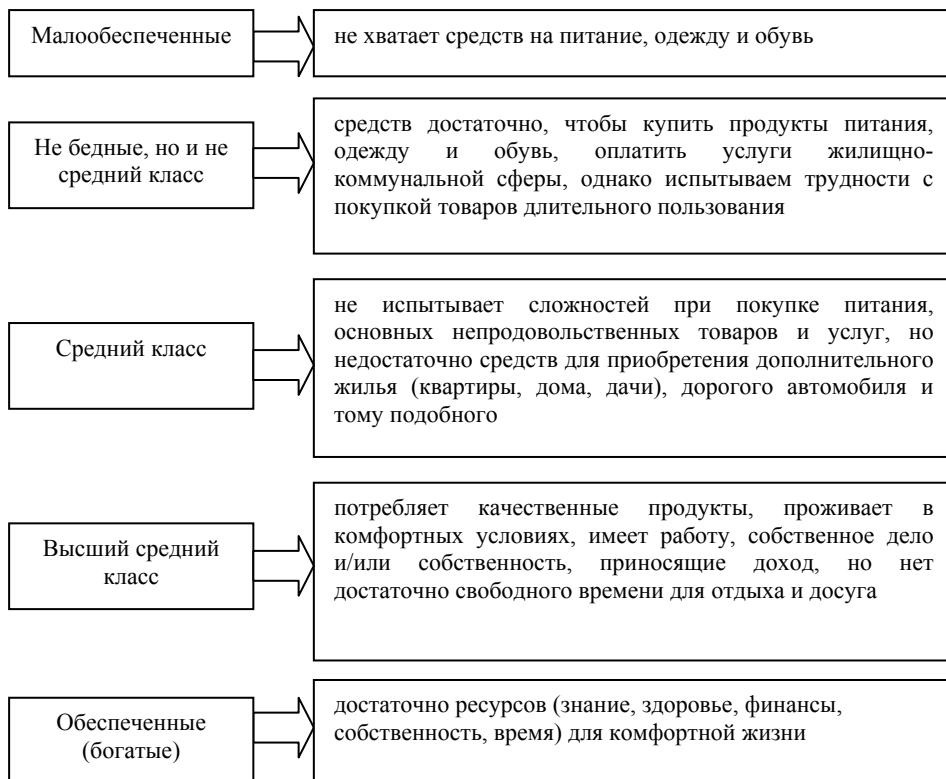 Малообеспеченные
не хватает средств на питание, одежду и обувь
Не бедные, но и не
средний класс
средств достаточно, чтобы купить продукты питания,
одежду и обувь, оплатить услуги жилищно-
коммунальной сферы, однако испытываем трудности с
покупкой товаров длительного пользования
Средний класс
не испытывает сложностей при покупке питания,
основных непродовольственных товаров и услуг, но
недостаточно средств для приобретения дополнительного
жилья (квартиры, дома, дачи), дорогого автомобиля и
тому подобного
Высший средний
класс
потребляет качественные продукты, проживает в
комфортных условиях, имеет работу, собственное дело
и/или собственность, приносящие доход, но нет
достаточно свободного времени для отдыха и досуга
Обеспеченные
(богатые)
достаточно ресурсов (знание, здоровье, финансы,
собственность, время) для комфортной жизни